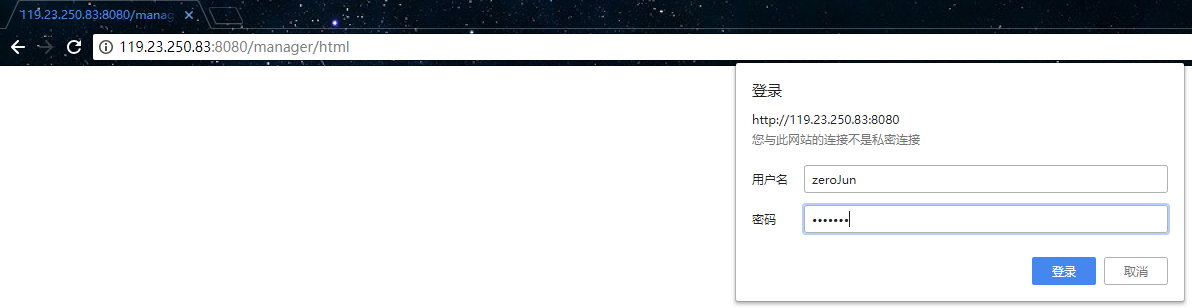 119.23.250.83:8080/manag
119.23.250.83:8080/manager/html
登录
http://119.23.250.83:8080
您与此网站的连接不是私密连接
用户名 zeroJun
密码 •••••••
登录 取消